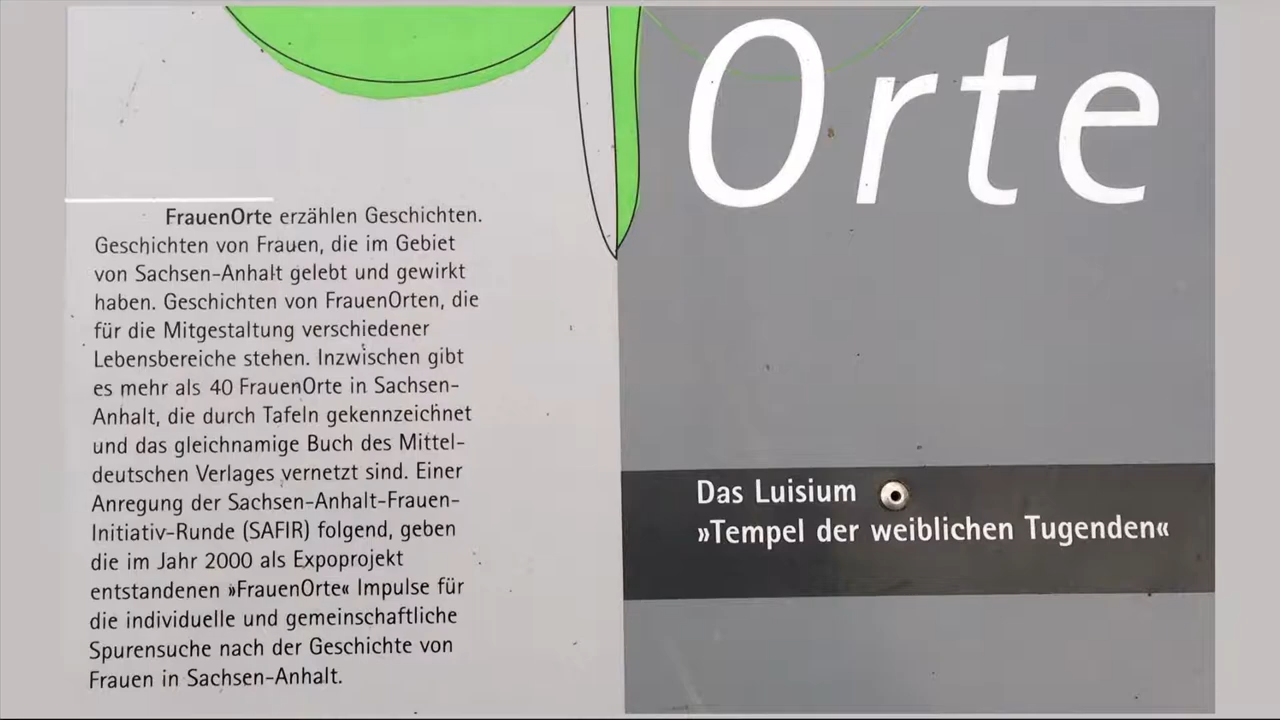 Orte
FrauenOrte erzählen Geschichten.
Geschichten von Frauen, die im Gebiet
von Sachsen-Anhalt gelebt und gewirkt
haben. Geschichten von FrauenOrten, die
für die Mitgestaltung verschiedener
Lebensbereiche stehen. Inzwischen gibt
es mehr als 40 FrauenOrte in Sachsen-
Anhalt, die durch Tafeln gekennzeichnet
und das gleichnamige Buch des Mittel-
deutschen Verlages vernetzt sind. Einer
Anregung der Sachsen-Anhalt-Frauen-
Initiativ-Runde (SAFIR) folgend, geben
die im Jahr 2000 als Expoprojekt
entstandenen »FrauenOrte« Impulse für
die individuelle und gemeinschaftliche
Spurensuche nach der Geschichte von
Frauen in Sachsen-Anhalt.
Das Luisium
»Tempel der weiblichen Tugenden«